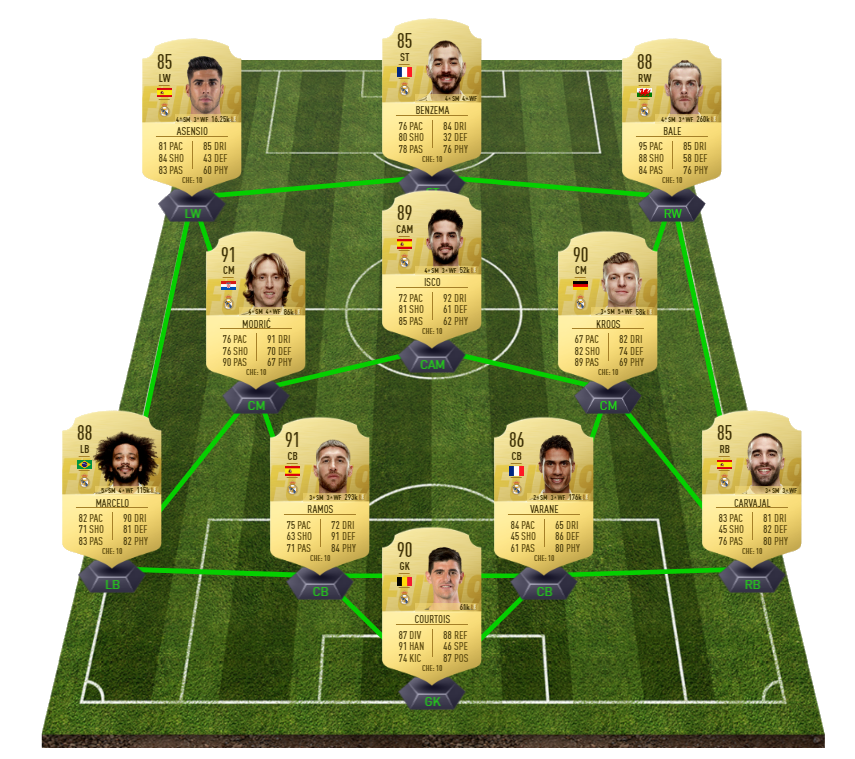 85
LW
4★SM 3★WF 16.25k
ASENSIO
81 PAC 85 DRI
84 SHO 43 DEF
83 PAS 60 PHY
CHE: 10
LW
85
ST
4★SM 4★WF
BENZEMA
76 PAC 84 DRI
80 SHO 32 DEF
78 PAS 76 PHY
CHE: 10
88
RW
4★SM 3★WF 260k
BALE
95 PAC 85 DRI
88 SHO 58 DEF
84 PAS 76 PHY
CHE: 10
RW
91
CM
4★SM 4★WF 86k
MODRIĆ
76 PAC 91 DRI
76 SHO 70 DEF
90 PAS 67 PHY
CHE: 10
CM
89
CAM
4★SM 3★WF 52k
ISCO
72 PAC 92 DRI
81 SHO 61 DEF
85 PAS 62 PHY
CHE: 10
CAM
90
CM
3★SM 5★WF 58k
KROOS
67 PAC 82 DRI
82 SHO 74 DEF
89 PAS 69 PHY
CHE: 10
CM
88
LB
5★SM 4★WF 115k
MARCELO
82 PAC 90 DRI
71 SHO 81 DEF
83 PAS 82 PHY
CHE: 10
LB
91
CB
3★SM 3★WF 293k
RAMOS
75 PAC 72 DRI
63 SHO 91 DEF
71 PAS 84 PHY
CHE: 10
CB
86
CB
2★SM 3★WF 176k
VARANE
84 PAC 65 DRI
45 SHO 86 DEF
61 PAS 80 PHY
CHE: 10
CB
85
RB
3★SM 3★WF
CARVAJAL
83 PAC 81 DRI
45 SHO 82 DEF
76 PAS 80 PHY
CHE: 10
RB
90
GK
61k
COURTOIS
87 DIV 88 REF
91 HAN 46 SPE
74 KIC 87 POS
CHE: 10
GK